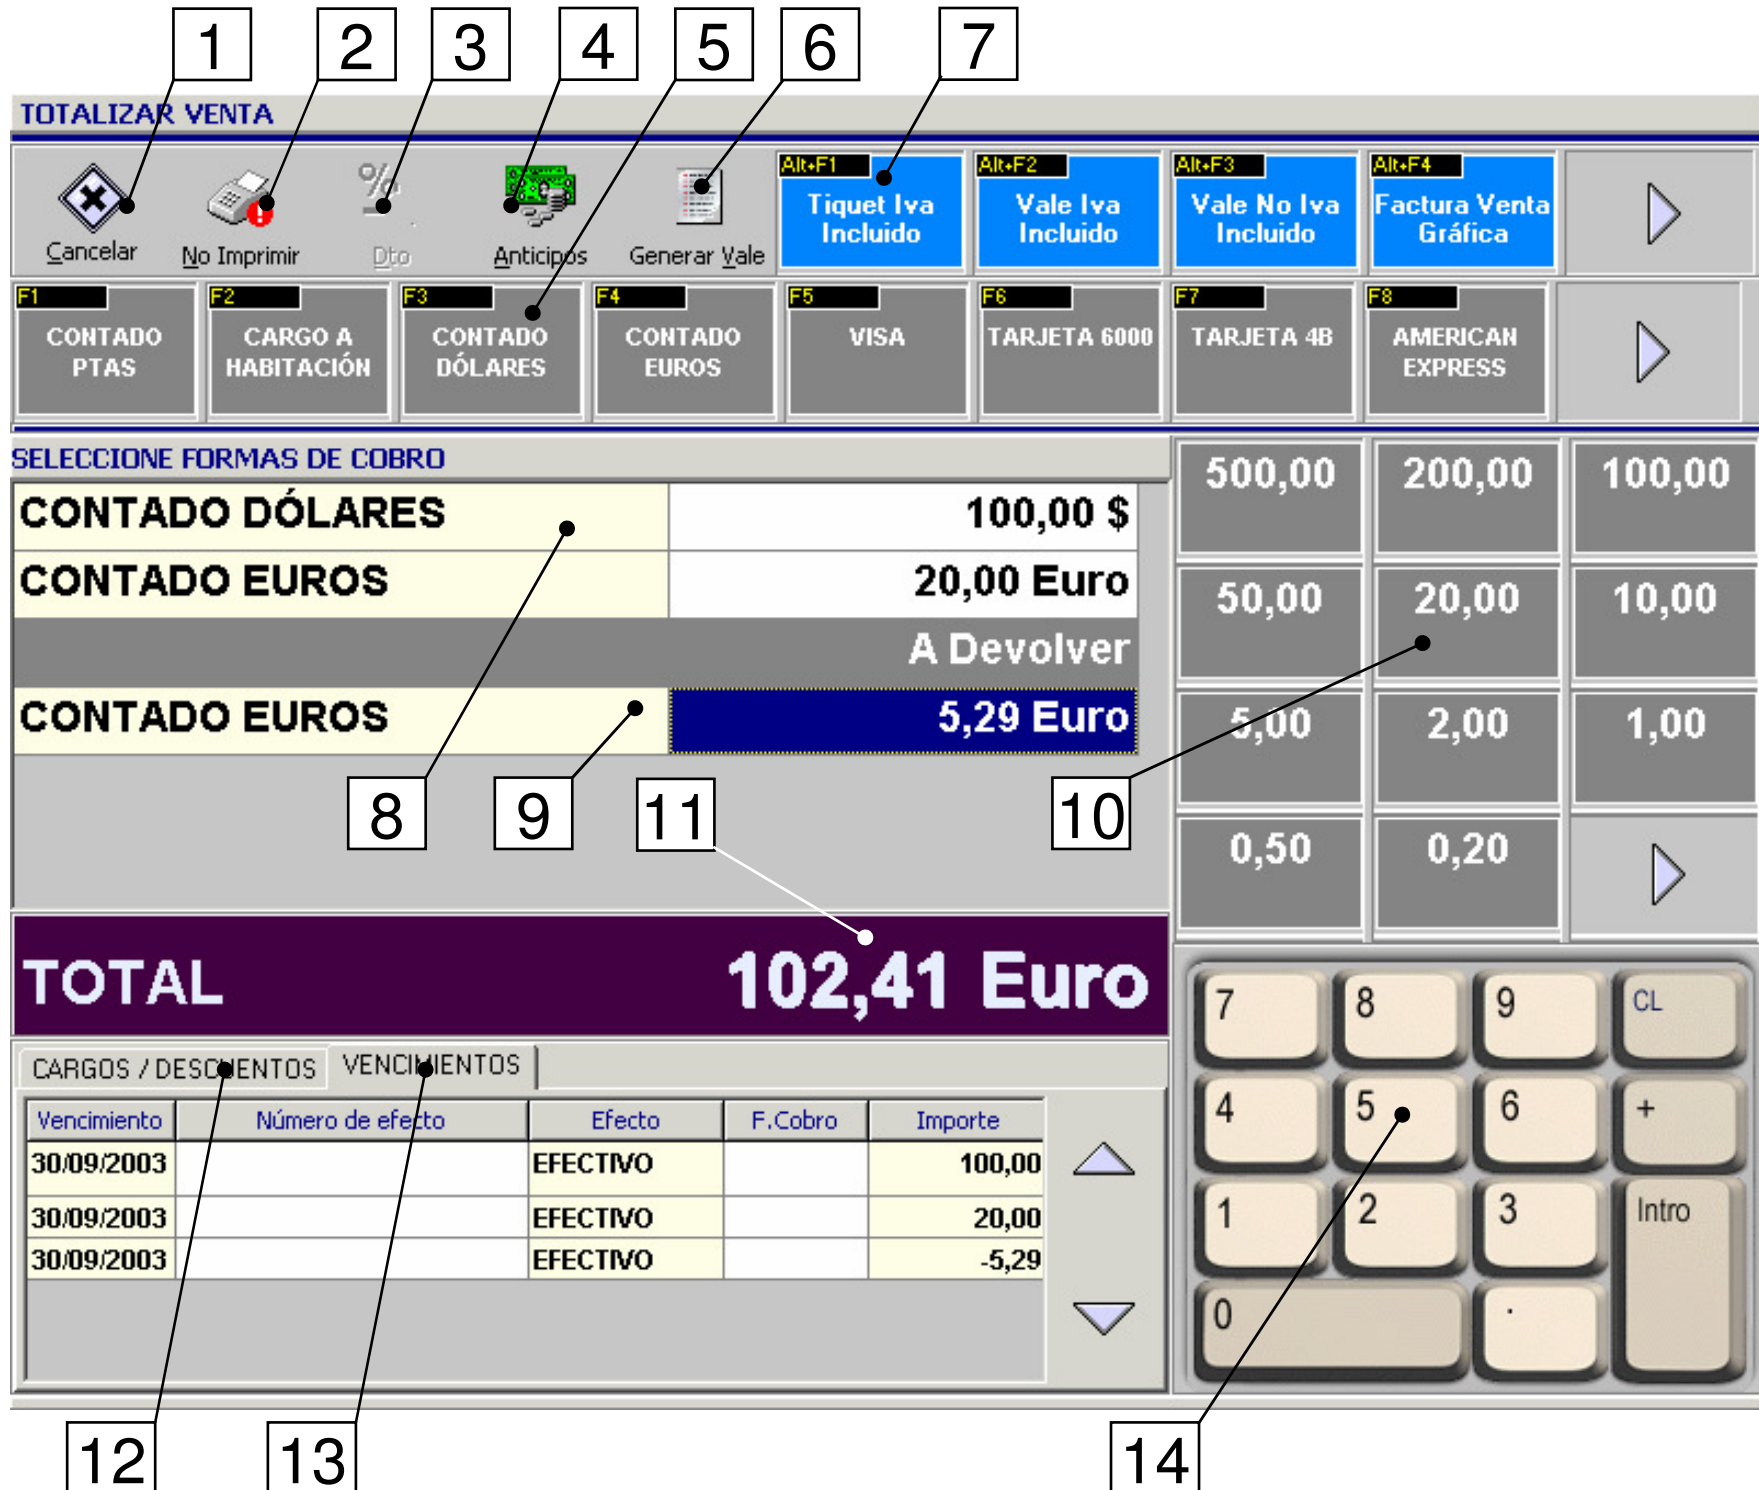 1 2 3 4 5 6 7
TOTALIZAR VENTA
Cancelar
No Imprimir
Dto
Anticipos
Generar Vale
Alt+F1
Tiquet Iva
Incluido
Alt+F2
Vale Iva
Incluido
Alt+F3
Vale No Iva
Incluido
Alt+F4
Factura Venta
Gráfica
F1
CONTADO
PTAS
F2
CARGO A
HABITACIÓN
F3
CONTADO
DÓLARES
F4
CONTADO
EUROS
F5
VISA
F6
TARJETA 6000
F7
TARJETA 4B
F8
AMERICAN
EXPRESS
SELECCIONE FORMAS DE COBRO
CONTADO DÓLARES 100,00 $
CONTADO EUROS 20,00 Euro
A Devolver
CONTADO EUROS 5,29 Euro
8 9 11 10
500,00 200,00 100,00
50,00 20,00 10,00
5,00 2,00 1,00
0,50 0,20
TOTAL 102,41 Euro
CARGOS / DESCUENTOS VENCIMIENTOS
Vencimiento Número de efecto Efecto F.Cobro Importe
30/09/2003 EFECTIVO 100,00
30/09/2003 EFECTIVO 20,00
30/09/2003 EFECTIVO -5,29
7 8 9 CL
4 5 6 +
1 2 3 Intro
0 .
12 13 14